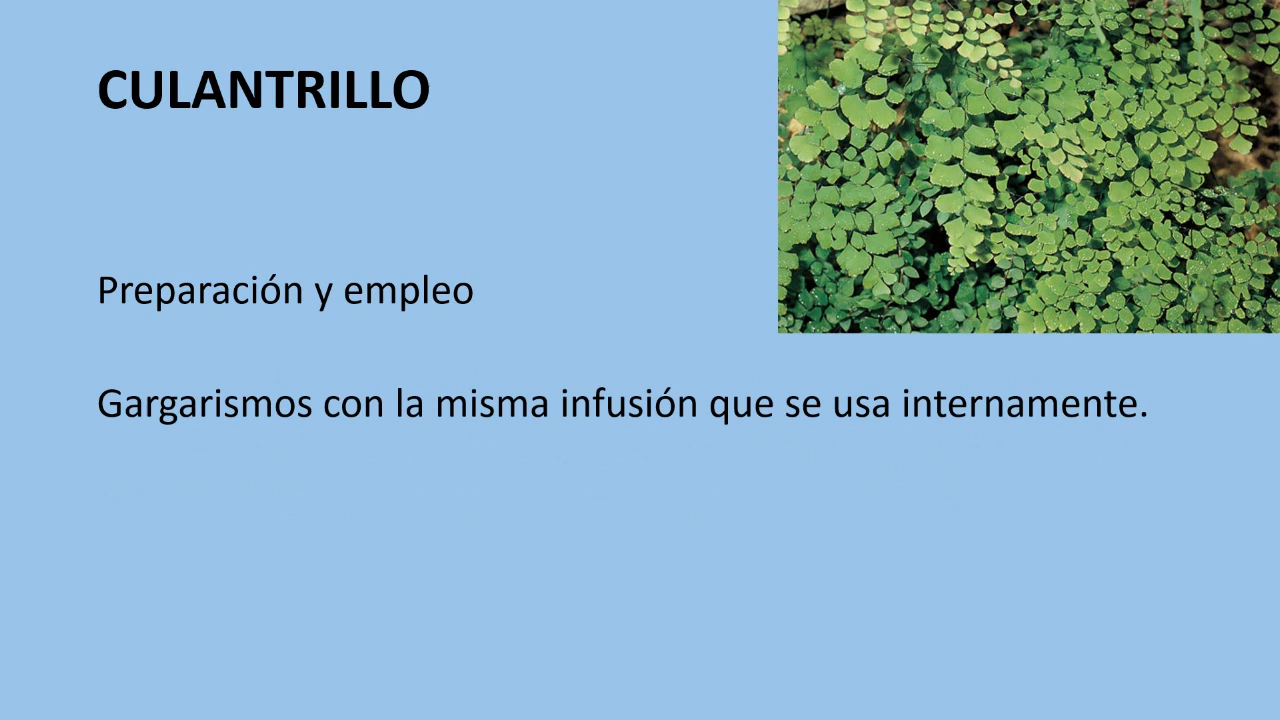 CULANTRILLO
Preparación y empleo
Gargarismos con la misma infusión que se usa internamente.